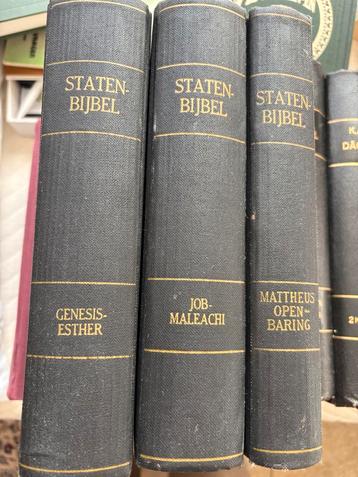 STATEN-
BIJBEL
GENESIS-
ESTHER
STATEN-
BIJBEL
JOB-
MALEACHI
STATEN-
BIJBEL
MATTHEUS
OPEN-
BARING